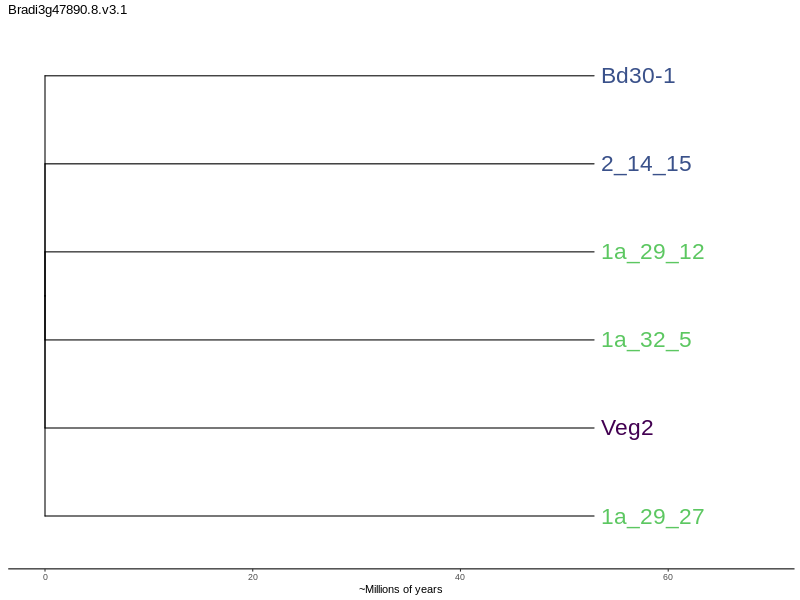 Bradi3g47890.8.v3.1
Bd30-1
2_14_15
1a_29_12
1a_32_5
Veg2
1a_29_27
0 20 40 60
~Millions of years